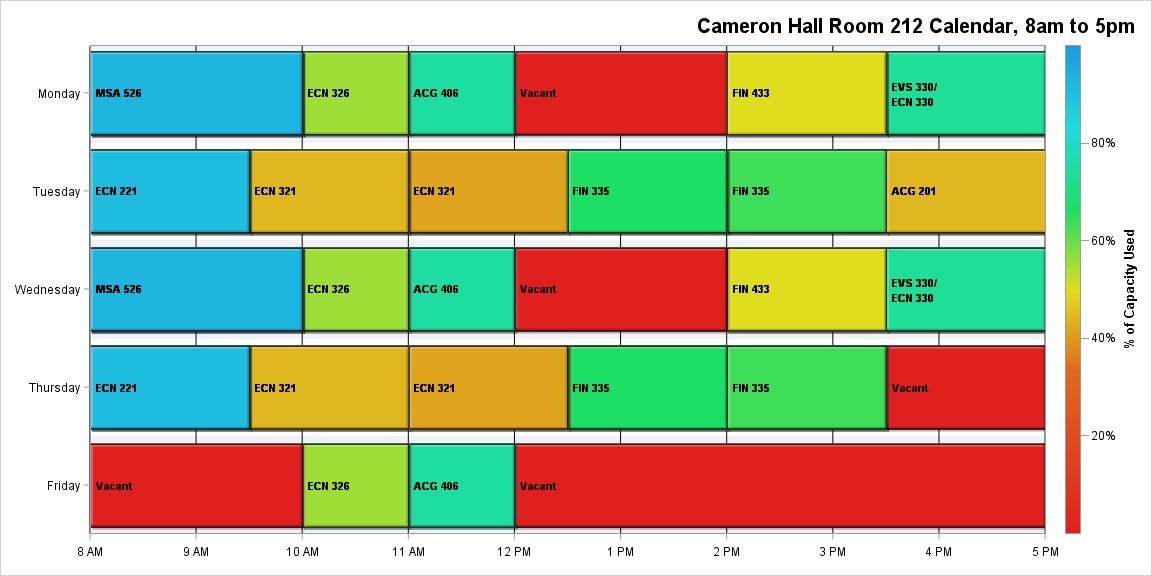 Cameron Hall Room 212 Calendar, 8am to 5pm
Monday
MSA 526
ECN 326
ACG 406
Vacant
FIN 433
EVS 330/
ECN 330
Tuesday
ECN 221
ECN 321
ECN 321
FIN 335
FIN 335
ACG 201
Wednesday
MSA 526
ECN 326
ACG 406
Vacant
FIN 433
EVS 330/
ECN 330
Thursday
ECN 221
ECN 321
ECN 321
FIN 335
FIN 335
Vacant
Friday
Vacant
ECN 326
ACG 406
Vacant
8 AM
9 AM
10 AM
11 AM
12 PM
1 PM
2 PM
3 PM
4 PM
5 PM
80%
60%
40%
20%
% of Capacity Used